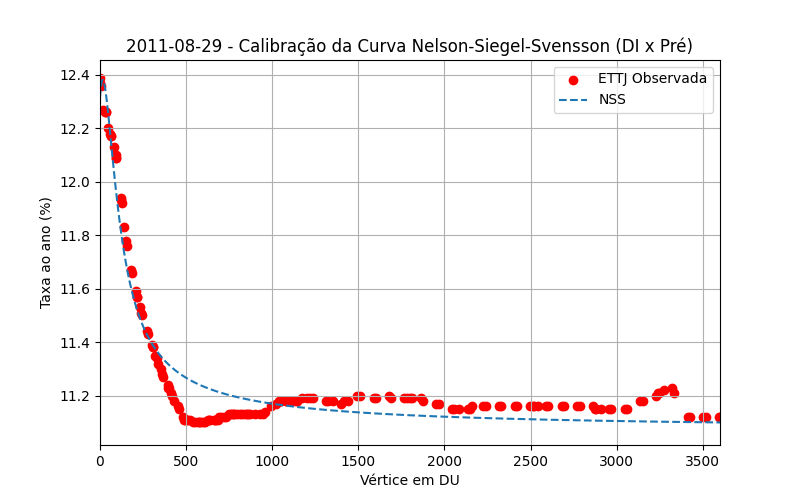 2011-08-29 - Calibração da Curva Nelson-Siegel-Svensson (DI x Pré)
ETTJ Observada
NSS
Taxa ao ano (%)
12.4
12.2
12.0
11.8
11.6
11.4
11.2
0 500 1000 1500 2000 2500 3000 3500
Vértice em DU